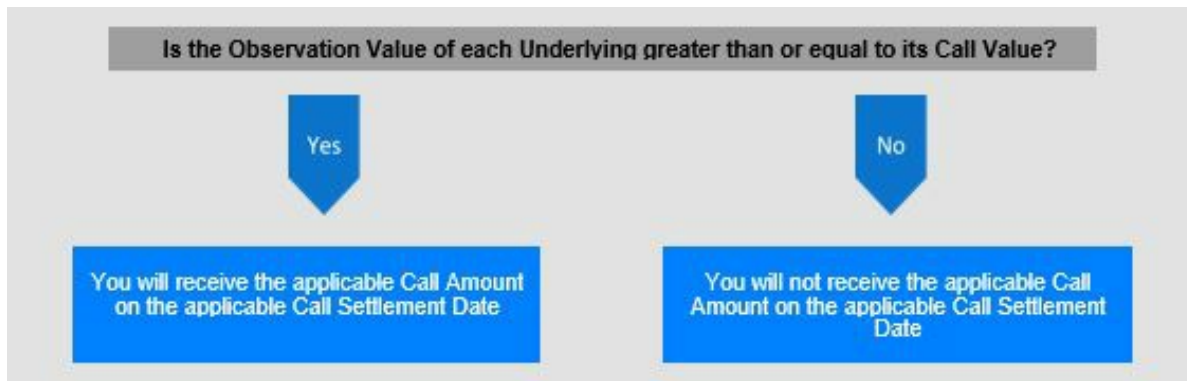 Is the Observation Value of each Underlying greater than or equal to its Call Value?
Yes
No
You will receive the applicable Call Amount
on the applicable Call Settlement Date
You will not receive the applicable Call
Amount on the applicable Call Settlement
Date